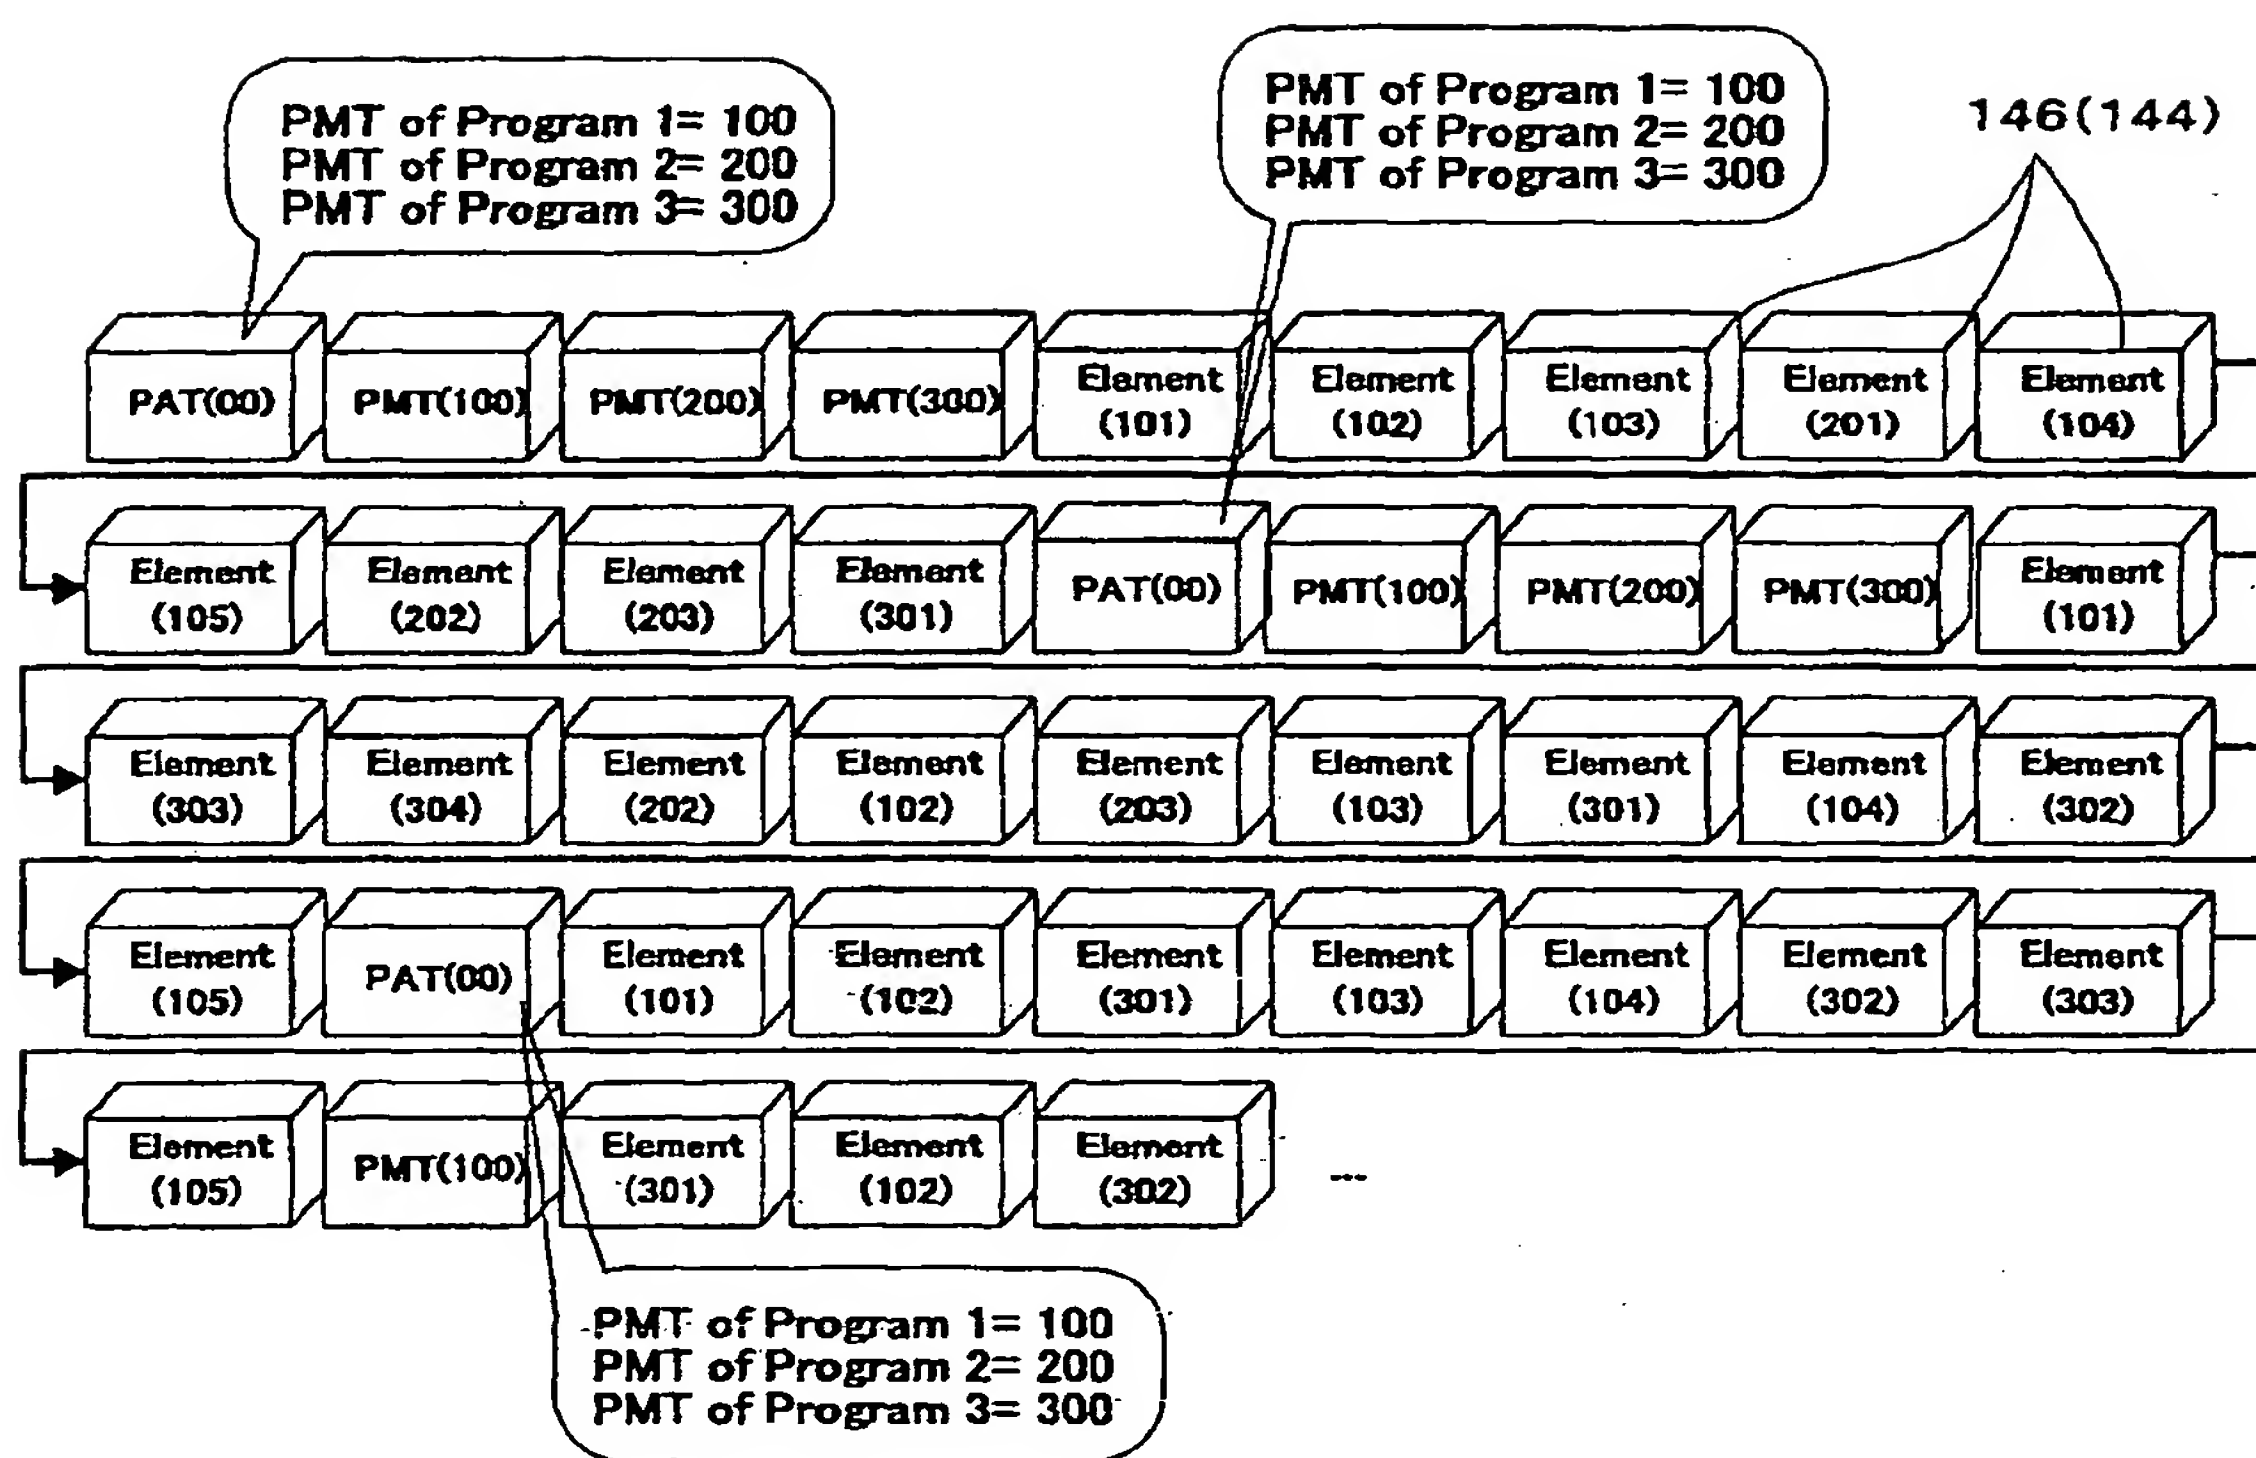 PMT of Program 1= 100
PMT of Program 2= 200
PMT of Program 3= 300
PMT of Program 1= 100
PMT of Program 2= 200
PMT of Program 3= 300
146(144)
PAT(00)
PMT(100)
PMT(200)
PMT(300)
Element
(101)
Element
(102)
Element
(103)
Element
(201)
Element
(104)
Element
(105)
Element
(202)
Element
(203)
Element
(301)
PAT(00)
PMT(100)
PMT(200)
PMT(300)
Element
(101)
Element
(303)
Element
(304)
Element
(202)
Element
(102)
Element
(203)
Element
(103)
Element
(301)
Element
(104)
Element
(302)
Element
(105)
PAT(00)
Element
(101)
Element
(102)
Element
(301)
Element
(103)
Element
(104)
Element
(302)
Element
(303)
Element
(105)
PMT(100)
Element
(301)
Element
(102)
Element
(302)
---
PMT of Program 1= 100
PMT of Program 2= 200
PMT of Program 3= 300